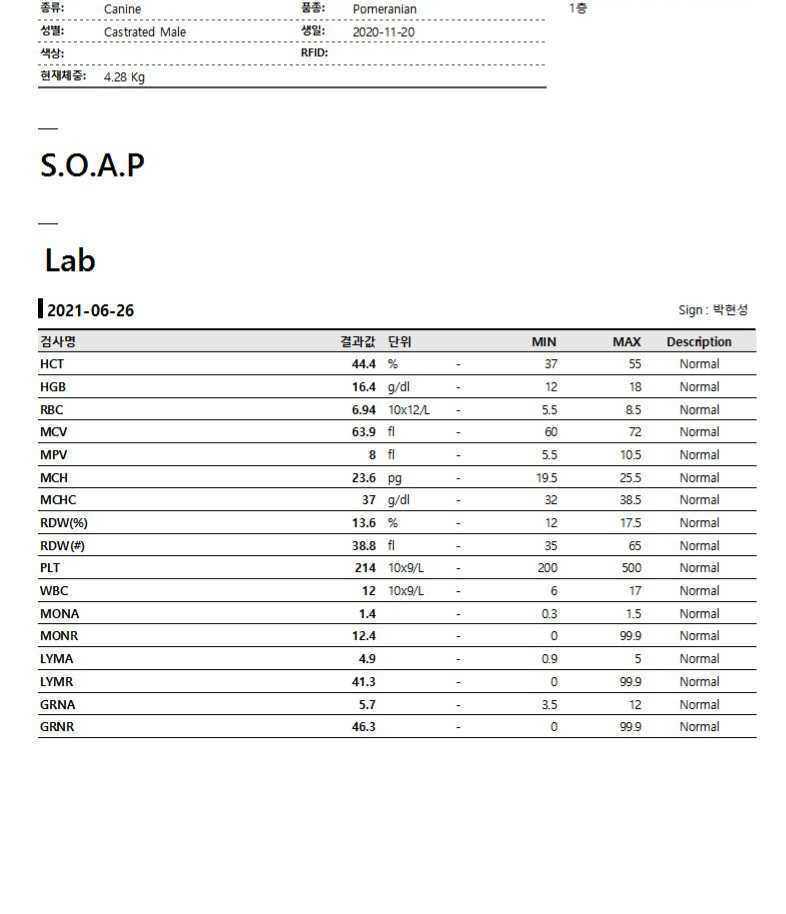 종류: Canine 품종: Pomeranian 1층
성별: Castrated Male 생일: 2020-11-20
색상: RFID:
현재체중: 4.28 Kg
S.O.A.P
Lab
2021-06-26 Sign : 박현성
검사명 결과값 단위 MIN MAX Description
HCT 44.4 % - 37 55 Normal
HGB 16.4 g/dl - 12 18 Normal
RBC 6.94 10x12/L - 5.5 8.5 Normal
MCV 63.9 fl - 60 72 Normal
MPV 8 fl - 5.5 10.5 Normal
MCH 23.6 pg - 19.5 25.5 Normal
MCHC 37 g/dl - 32 38.5 Normal
RDW(%) 13.6 % - 12 17.5 Normal
RDW(#) 38.8 fl - 35 65 Normal
PLT 214 10x9/L - 200 500 Normal
WBC 12 10x9/L - 6 17 Normal
MONA 1.4 - 0.3 1.5 Normal
MONR 12.4 - 0 99.9 Normal
LYMA 4.9 - 0.9 5 Normal
LYMR 41.3 - 0 99.9 Normal
GRNA 5.7 - 3.5 12 Normal
GRNR 46.3 - 0 99.9 Normal